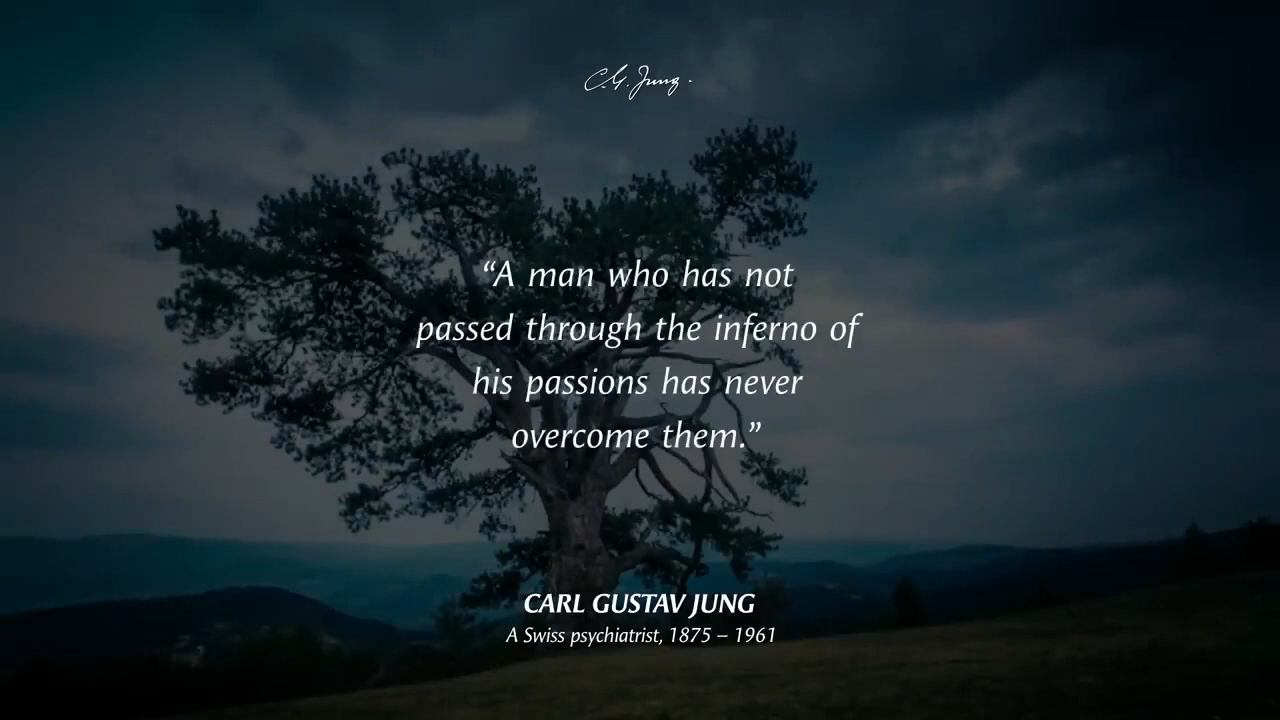 C.G. Jung.
“A man who has not
passed through the inferno of
his passions has never
overcome them.”
CARL GUSTAV JUNG
A Swiss psychiatrist, 1875 – 1961